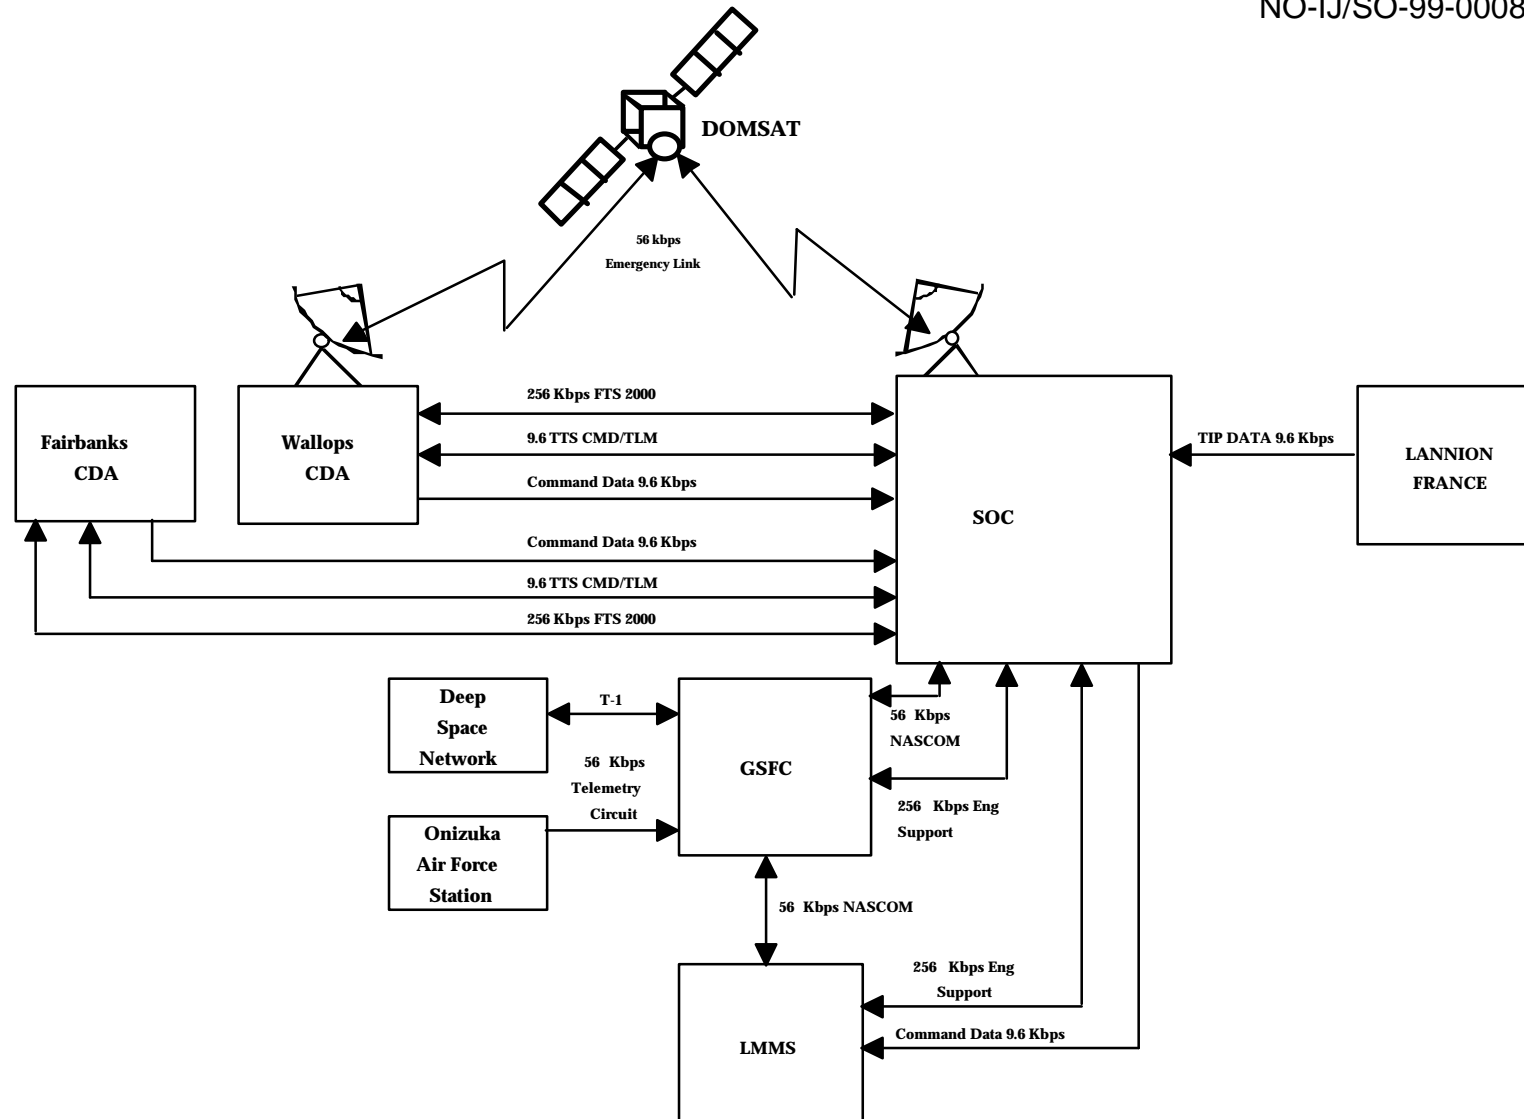 NO-IJ/SO-99-0008
DOMSAT
56 kbps
Emergency Link
256 Kbps FTS 2000
9.6 TTS CMD/TLM
Command Data 9.6 Kbps
Fairbanks
CDA
Wallops
CDA
SOC
TIP DATA 9.6 Kbps
LANNION
FRANCE
Command Data 9.6 Kbps
9.6 TTS CMD/TLM
256 Kbps FTS 2000
Deep
Space
Network
T-1
56 Kbps
Telemetry
Circuit
GSFC
56 Kbps
NASCOM
256 Kbps Eng
Support
Onizuka
Air Force
Station
56 Kbps NASCOM
256 Kbps Eng
Support
LMMS
Command Data 9.6 Kbps